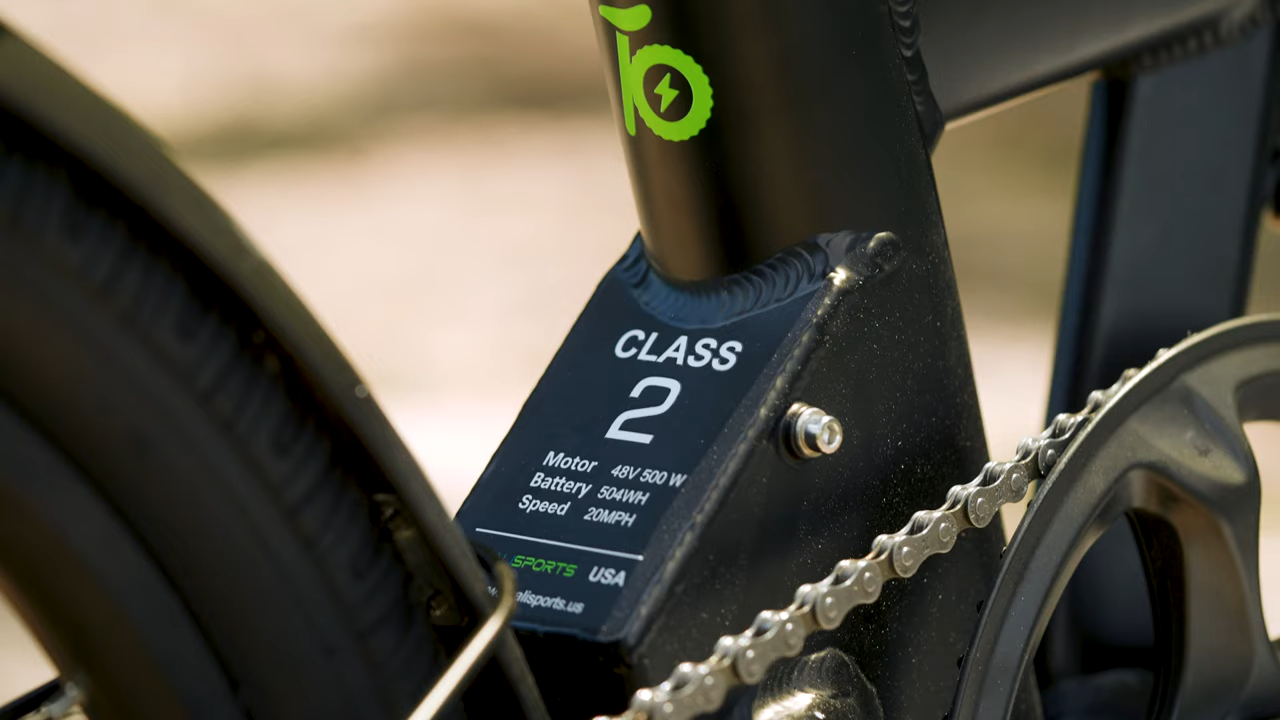 CLASS
2
Motor 48V 500 W
Battery 504WH
Speed 20MPH
SPORTS USA
alisports.us